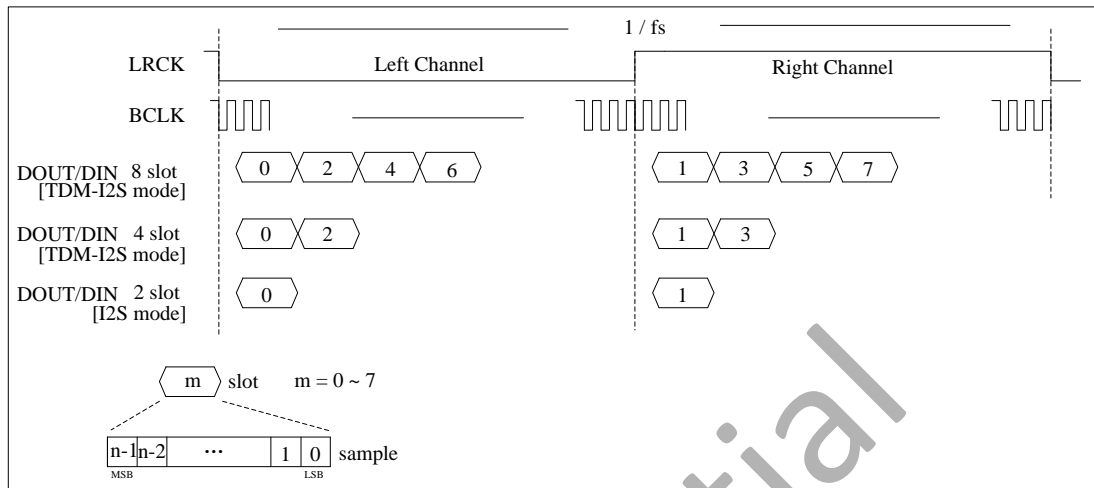 1 / fs
LRCK Left Channel Right Channel
BCLK
DOUT/DIN 8 slot 0 2 4 6 1 3 5 7
[TDM-I2S mode]
DOUT/DIN 4 slot 0 2 1 3
[TDM-I2S mode]
DOUT/DIN 2 slot 0 1
[I2S mode]
m slot m = 0 ~ 7
n-1 n-2 ... 1 0 sample
MSB LSB
tial